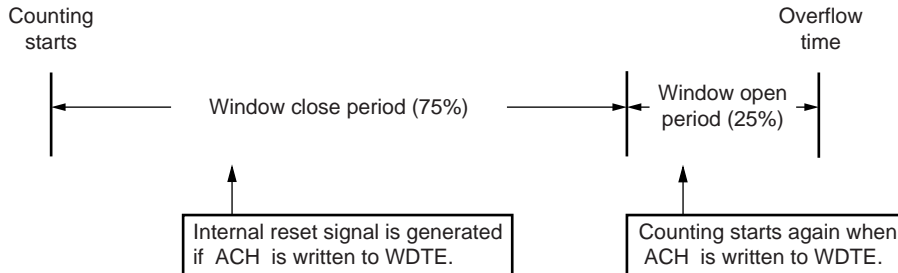 Counting
starts
Overflow
time
Window close period (75%)
Window open
period (25%)
Internal reset signal is generated
if ACH is written to WDTE.
Counting starts again when
ACH is written to WDTE.